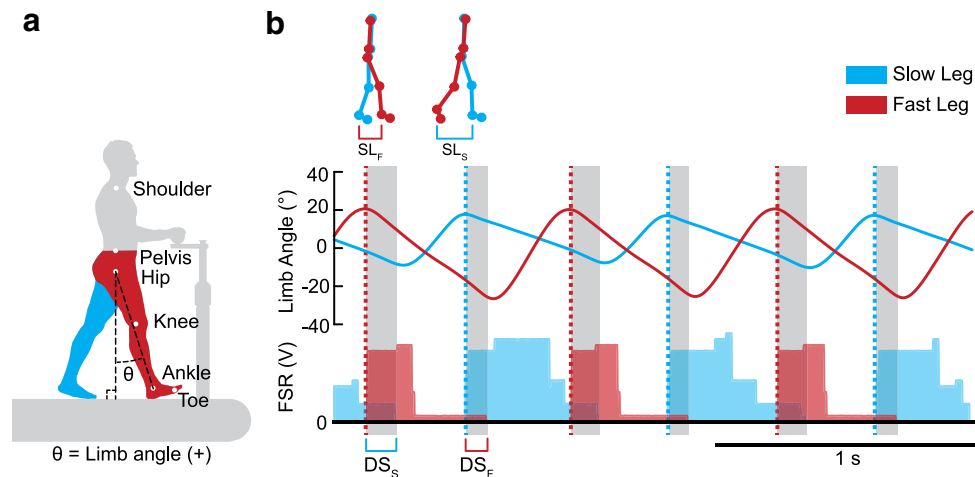 a
Shoulder
Pelvis
Hip
Knee
θ
Ankle
Toe
θ = Limb angle (+)
b
SL_F
SL_S
Slow Leg
Fast Leg
Limb Angle (°)
40
20
0
-20
-40
FSR (V)
0
DS_S
DS_F
1 s